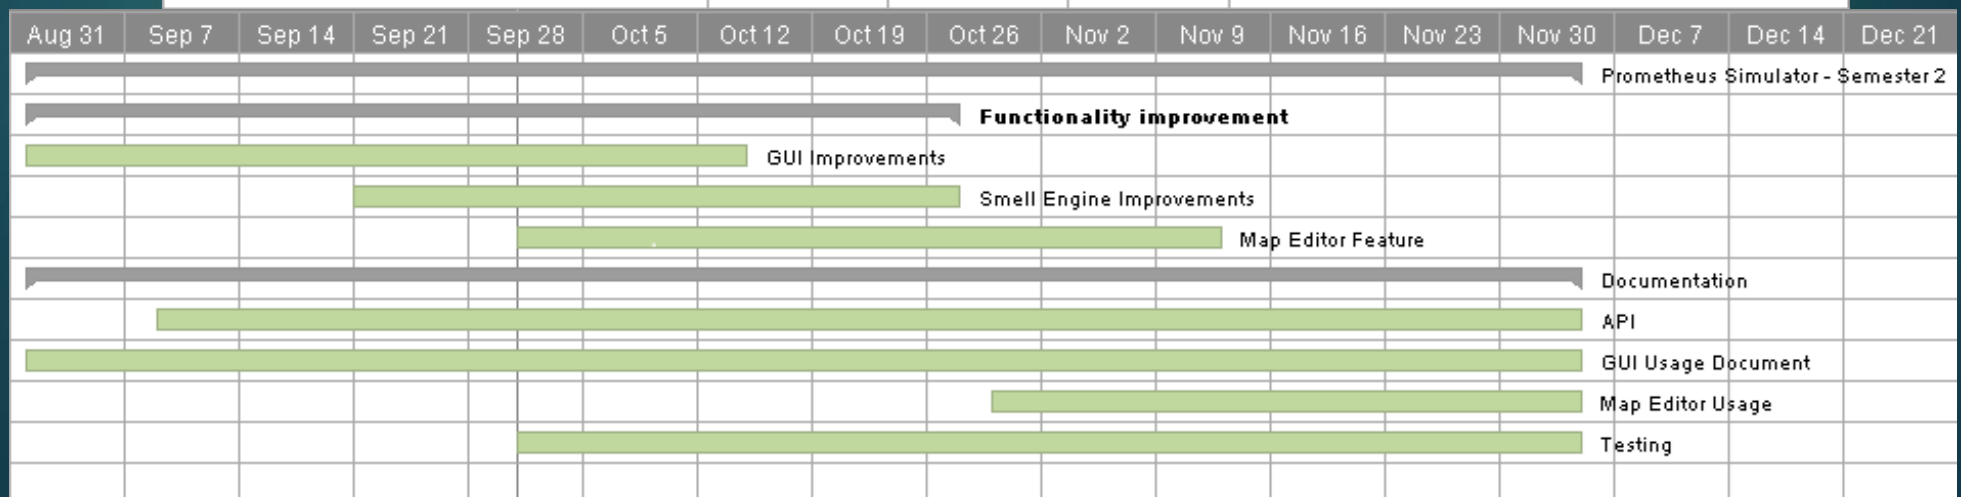 Aug 31 Sep 7 Sep 14 Sep 21 Sep 28 Oct 5 Oct 12 Oct 19 Oct 26 Nov 2 Nov 9 Nov 16 Nov 23 Nov 30 Dec 7 Dec 14 Dec 21
Prometheus Simulator - Semester 2
Functionality improvement
GUI Improvements
Smell Engine Improvements
Map Editor Feature
Documentation
API
GUI Usage Document
Map Editor Usage
Testing